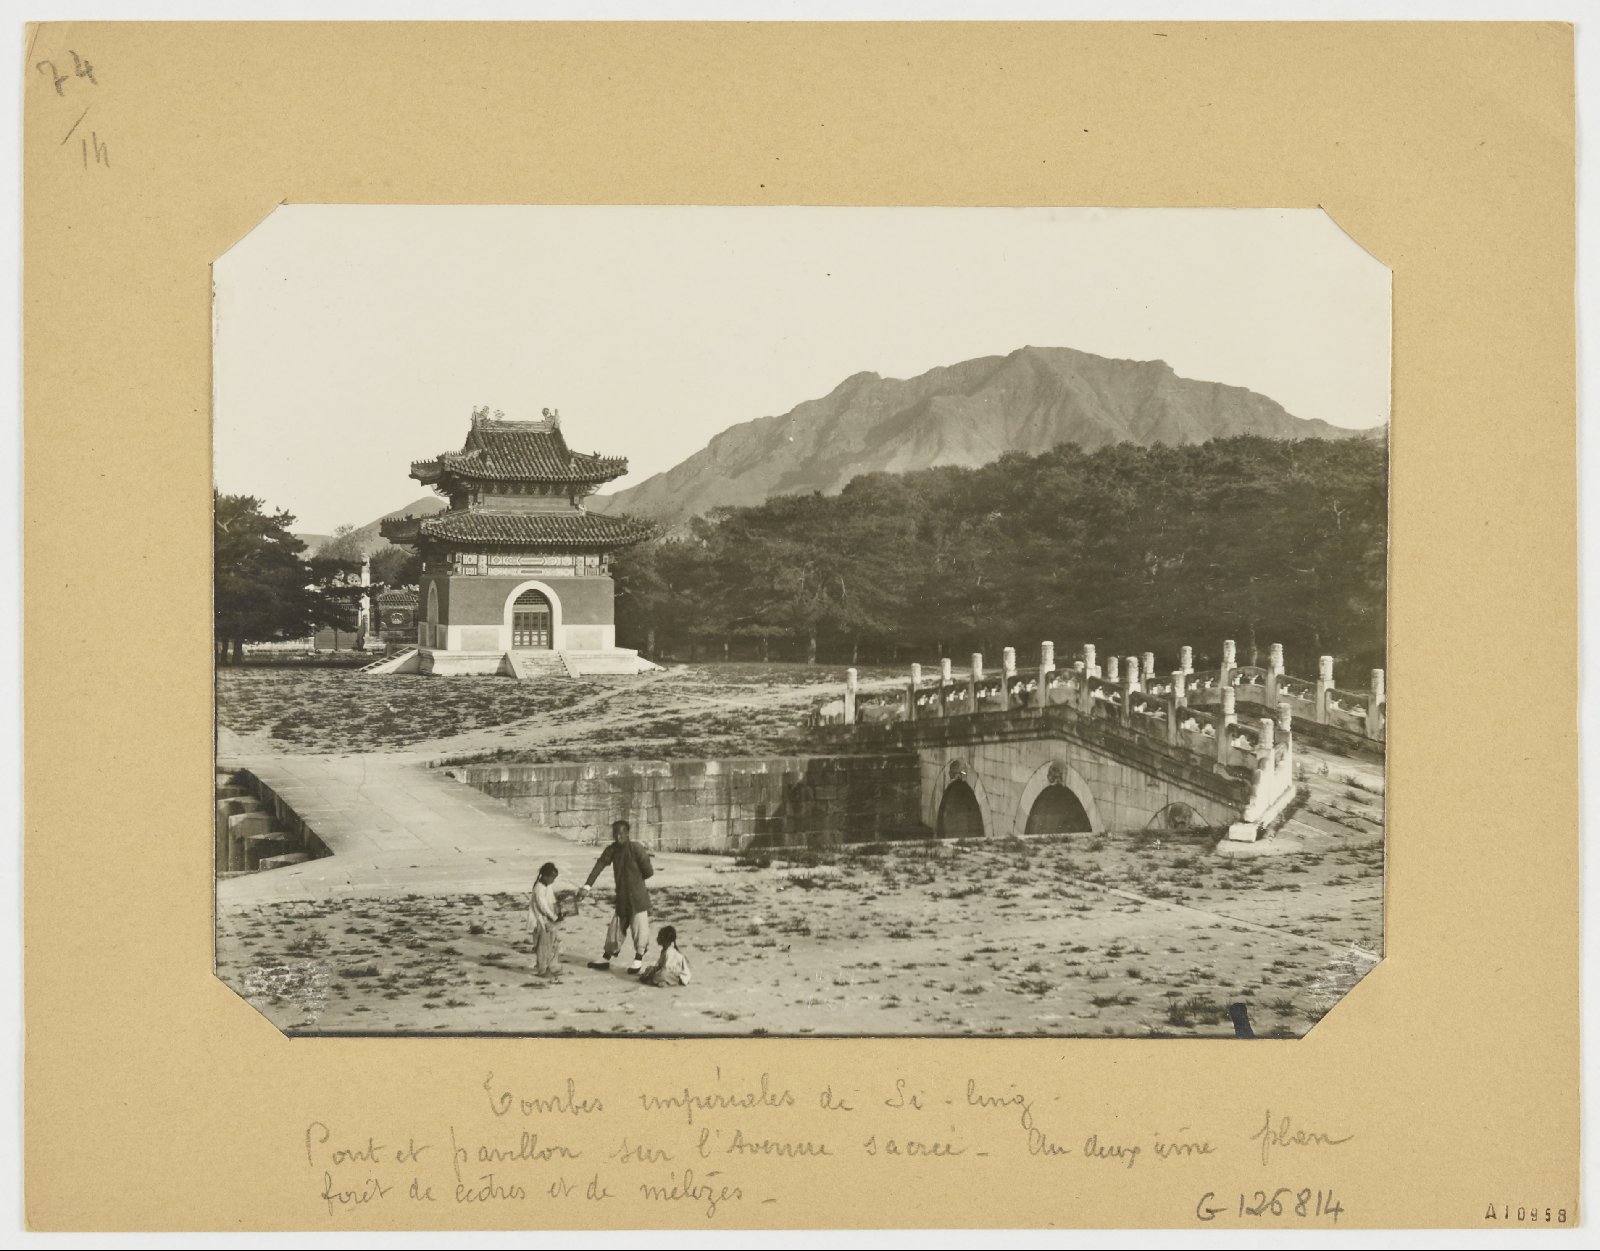 74
/14
Tombes impériales de Si-ling.
Pont et pavillon sur l'Avenue sacrée - Au deuxième plan
forêt de cèdres et de mélèzes -
G 126814
A10958